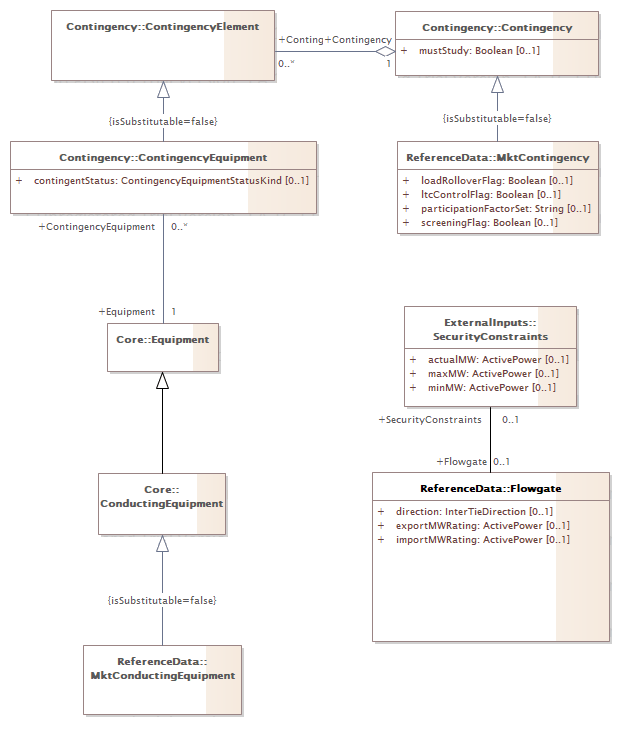 Contingency::ContingencyElement
+Conting+Contingency
0..*
1
Contingency::Contingency
+ mustStudy: Boolean [0..1]
{isSubstitutable=false}
{isSubstitutable=false}
Contingency::ContingencyEquipment
+ contingentStatus: ContingencyEquipmentStatusKind [0..1]
ReferenceData::MktContingency
+ loadRolloverFlag: Boolean [0..1]
+ ltcControlFlag: Boolean [0..1]
+ participationFactorSet: String [0..1]
+ screeningFlag: Boolean [0..1]
+ContingencyEquipment 0..*
+Equipment 1
Core::Equipment
ExternalInputs::
SecurityConstraints
+ actualMW: ActivePower [0..1]
+ maxMW: ActivePower [0..1]
+ minMW: ActivePower [0..1]
+SecurityConstraints 0..1
+Flowgate 0..1
Core::
ConductingEquipment
ReferenceData::Flowgate
+ direction: InterTieDirection [0..1]
+ exportMWRating: ActivePower [0..1]
+ importMWRating: ActivePower [0..1]
{isSubstitutable=false}
ReferenceData::
MktConductingEquipment